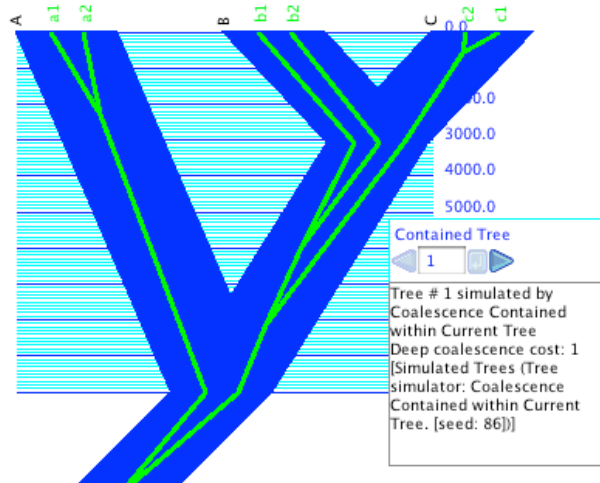 A a1 a2 B b1 b2 C c2 c1
0.0
3000.0
4000.0
5000.0
Contained Tree
1
Tree # 1 simulated by
Coalescence Contained
within Current Tree
Deep coalescence cost: 1
[Simulated Trees (Tree
simulator: Coalescence
Contained within Current
Tree. [seed: 86])]